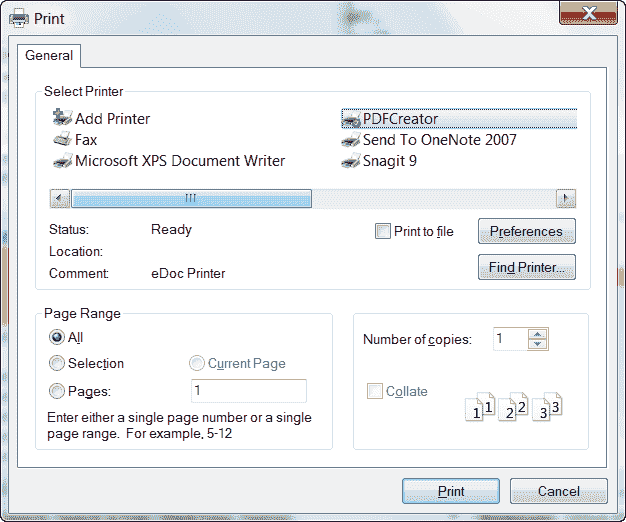 Print
General
Select Printer
Add Printer
PDFCreator
Fax
Send To OneNote 2007
Microsoft XPS Document Writer
Snagit 9
Status: Ready
Print to file
Preferences
Location:
Comment: eDoc Printer
Find Printer...
Page Range
All
Number of copies: 1
Selection
Current Page
Pages: 1
Collate
1 1 2 2 3 3
Enter either a single page number or a single
page range. For example, 5-12
Print
Cancel